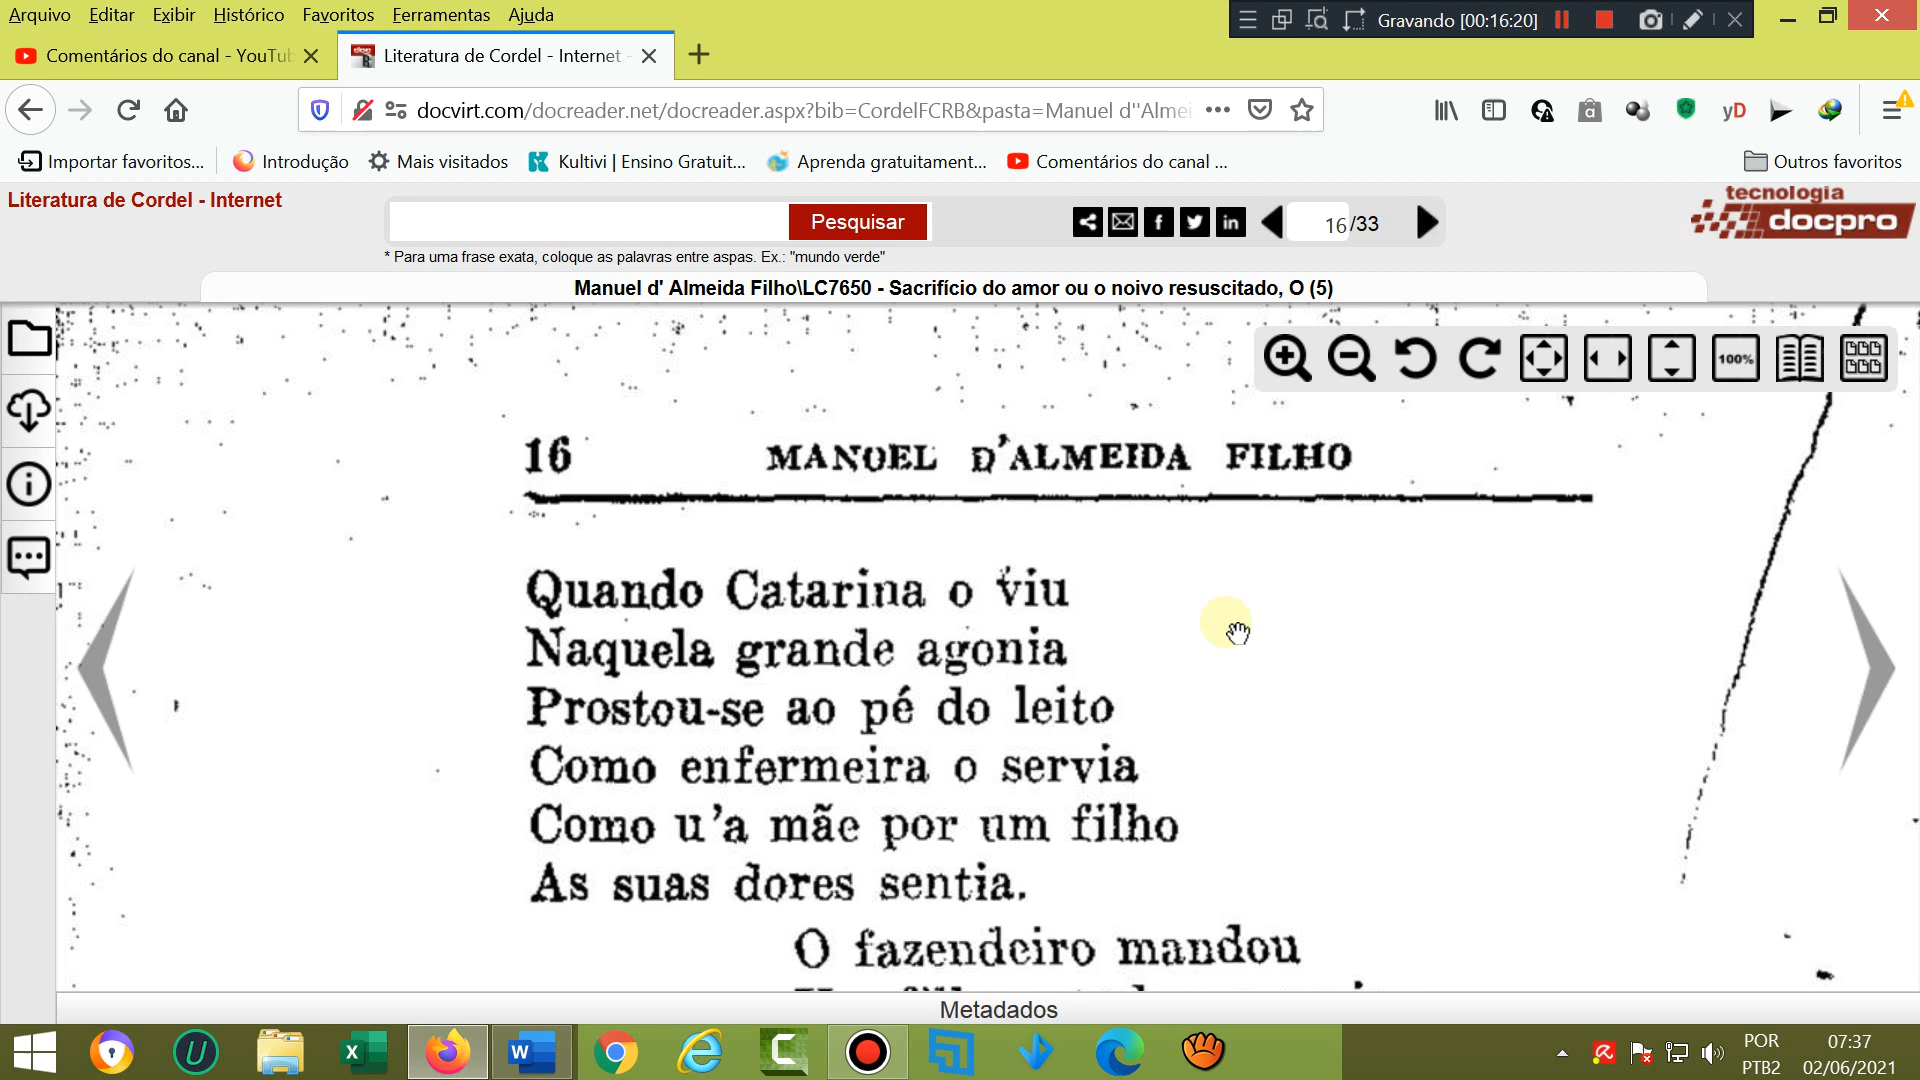 Arquivo Editar Exibir Histórico Favoritos Ferramentas Ajuda
Gravando [00:16:20]
Comentários do canal - YouTub
Literatura de Cordel - Internet -
docvirt.com/docreader.net/docreader.aspx?bib=CordelFCRB&pasta=Manuel d''Almei
yD
Importar favoritos... Introdução Mais visitados Kultivi | Ensino Gratuit... Aprenda gratuitament... Comentários do canal ... Outros favoritos
Literatura de Cordel - Internet
Pesquisar
16 /33
tecnologia
docpro
* Para uma frase exata, coloque as palavras entre aspas. Ex.: "mundo verde"
Manuel d' Almeida Filho\LC7650 - Sacrifício do amor ou o noivo resuscitado, O (5)
100%
16 MANOEL D'ALMEIDA FILHO
Quando Catarina o viu
Naquela grande agonia
Prostou-se ao pé do leito
Como enfermeira o servia
Como u'a mãe por um filho
As suas dores sentia.
O fazendeiro mandou
Metadados
POR 07:37
PTB2 02/06/2021